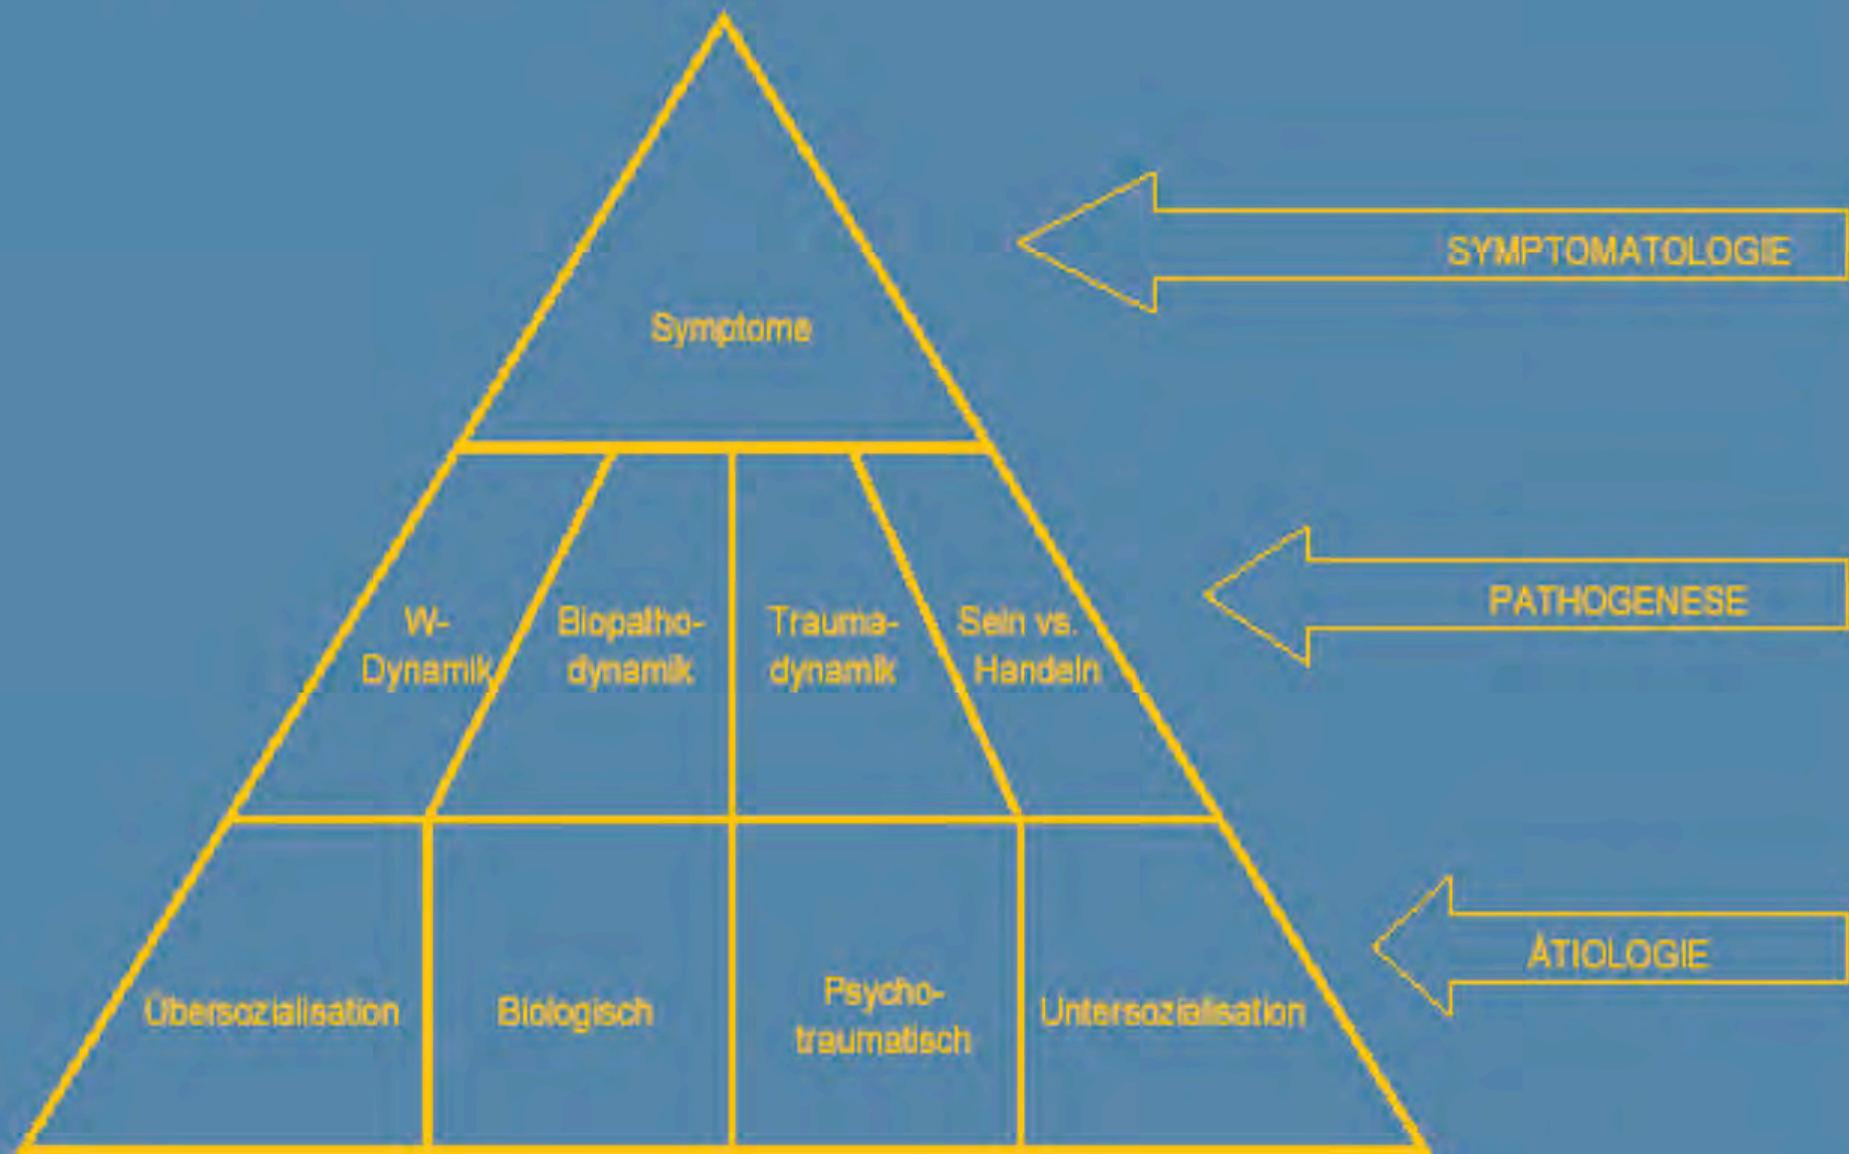 SYMPTOMATOLOGIE
Symptome
W-
Dynamik
Biopatho-
dynamik
Trauma-
dynamik
Sein vs.
Handeln
PATHOGENESE
Übersozialisation
Biologisch
Psycho-
traumatisch
Untersozialisation
ÄTIOLOGIE